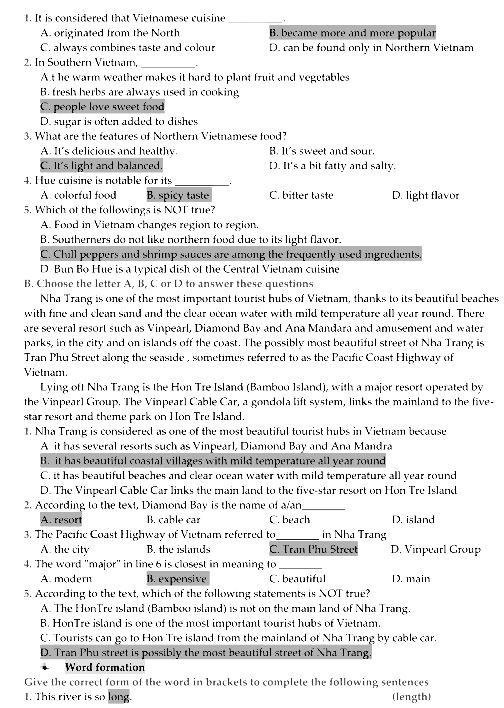 1. It is considered that Vietnamese cuisine __________.
A. originated from the North B. became more and more popular
C. always combines taste and colour D. can be found only in Northern Vietnam
2. In Southern Vietnam, __________.
A.t he warm weather makes it hard to plant fruit and vegetables
B. fresh herbs are always used in cooking
C. people love sweet food
D. sugar is often added to dishes
3. What are the features of Northern Vietnamese food?
A. It's delicious and healthy. B. It's sweet and sour.
C. It's light and balanced. D. It's a bit fatty and salty.
4. Hue cuisine is notable for its __________.
A. colorful food B. spicy taste C. bitter taste D. light flavor
5. Which of the followings is NOT true?
A. Food in Vietnam changes region to region.
B. Southerners do not like northern food due to its light flavor.
C. Chili peppers and shrimp sauces are among the frequently used ingredients.
D. Bun Bo Hue is a typical dish of the Central Vietnam cuisine
B. Choose the letter A, B, C or D to answer these questions
Nha Trang is one of the most important tourist hubs of Vietnam, thanks to its beautiful beaches
with fine and clean sand and the clear ocean water with mild temperature all year round. There
are several resort such as Vinpearl, Diamond Bay and Ana Mandara and amusement and water
parks, in the city and on islands off the coast. The possibly most beautiful street of Nha Trang is
Tran Phu Street along the seaside , sometimes referred to as the Pacific Coast Highway of
Vietnam.
Lying off Nha Trang is the Hon Tre Island (Bamboo Island), with a major resort operated by
the Vinpearl Group. The Vinpearl Cable Car, a gondola lift system, links the mainland to the five-
star resort and theme park on Hon Tre Island.
1. Nha Trang is considered as one of the most beautiful tourist hubs in Vietnam because
A. it has several resorts such as Vinpearl, Diamond Bay and Ana Mandra
B. it has beautiful coastal villages with mild temperature all year round
C. it has beautiful beaches and clear ocean water with mild temperature all year round
D. The Vinpearl Cable Car links the main land to the five-star resort on Hon Tre Island
2. According to the text, Diamond Bay is the name of a/an________
A. resort B. cable car C. beach D. island
3. The Pacific Coast Highway of Vietnam referred to________ in Nha Trang
A. the city B. the islands C. Tran Phu Street D. Vinpearl Group
4. The word "major" in line 6 is closest in meaning to ________
A. modern B. expensive C. beautiful D. main
5. According to the text, which of the following statements is NOT true?
A. The HonTre island (Bamboo island) is not on the main land of Nha Trang.
B. HonTre island is one of the most important tourist hubs of Vietnam.
C. Tourists can go to Hon Tre island from the mainland of Nha Trang by cable car.
D. Tran Phu street is possibly the most beautiful street of Nha Trang.
Word formation
Give the correct form of the word in brackets to complete the following sentences
1. This river is so long. (length)